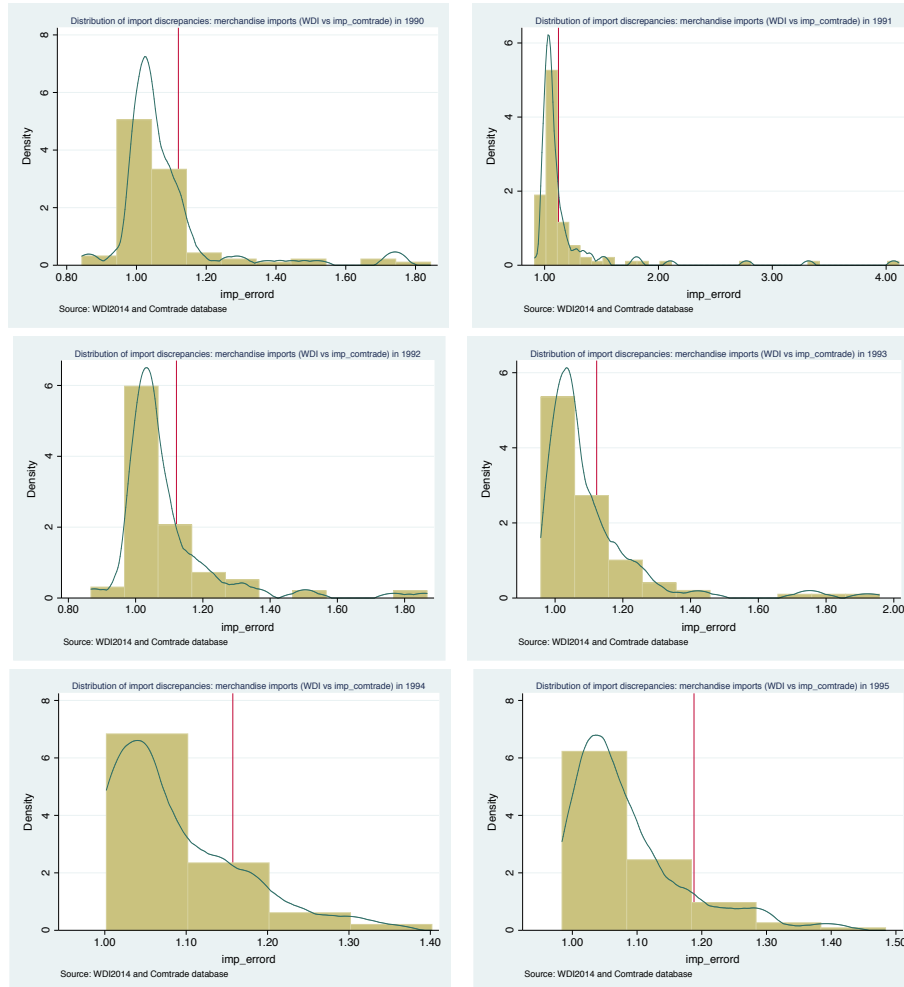 Distribution of import discrepancies: merchandise imports (WDI vs imp_comtrade) in 1990
8
6
4
2
0
Density
0.80 1.00 1.20 1.40 1.60 1.80
imp_errord
Source: WDI2014 and Comtrade database
Distribution of import discrepancies: merchandise imports (WDI vs imp_comtrade) in 1991
6
4
2
0
Density
1.00 2.00 3.00 4.00
imp_errord
Source: WDI2014 and Comtrade database
Distribution of import discrepancies: merchandise imports (WDI vs imp_comtrade) in 1992
6
4
2
0
Density
0.80 1.00 1.20 1.40 1.60 1.80
imp_errord
Source: WDI2014 and Comtrade database
Distribution of import discrepancies: merchandise imports (WDI vs imp_comtrade) in 1993
6
4
2
0
Density
1.00 1.20 1.40 1.60 1.80 2.00
imp_errord
Source: WDI2014 and Comtrade database
Distribution of import discrepancies: merchandise imports (WDI vs imp_comtrade) in 1994
8
6
4
2
0
Density
1.00 1.10 1.20 1.30 1.40
imp_errord
Source: WDI2014 and Comtrade database
Distribution of import discrepancies: merchandise imports (WDI vs imp_comtrade) in 1995
8
6
4
2
0
Density
1.00 1.10 1.20 1.30 1.40 1.50
imp_errord
Source: WDI2014 and Comtrade database